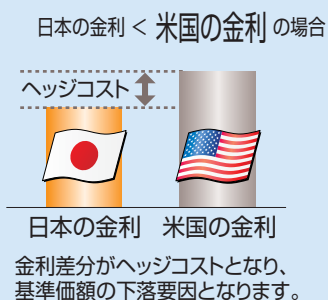 日本の金利 < 米国の金利 の場合
ヘッジコスト
日本の金利 米国の金利
金利差分がヘッジコストとなり、
基準価額の下落要因となります。